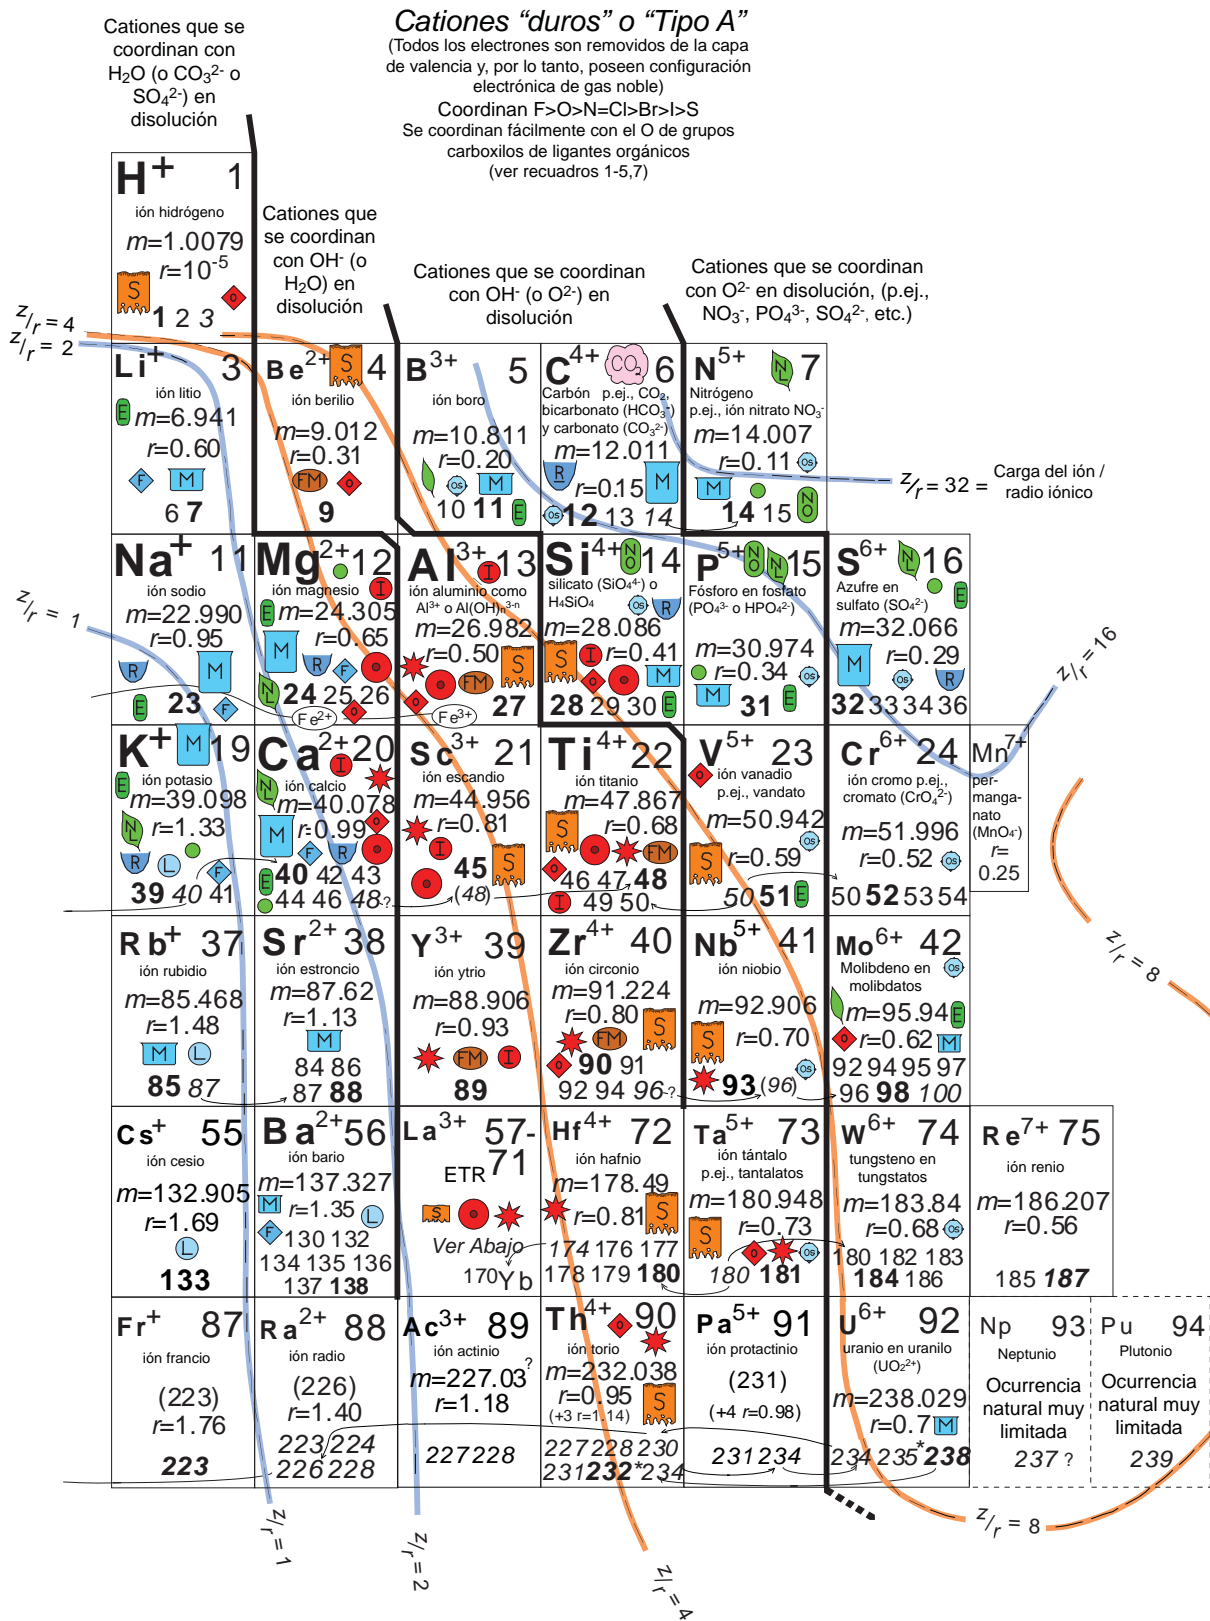 Cationes “duros” o “Tipo A”
(Todos los electrones son removidos de la capa
de valencia y, por lo tanto, poseen configuración
electrónica de gas noble)
Coordinan F>O>N=Cl>Br>I>S
Se coordinan fácilmente con el O de grupos
carboxilos de ligantes orgánicos
(ver recuadros 1-5,7)
Cationes que se
coordinan con
H₂O (o CO₃²⁻ o
SO₄²⁻) en
disolución
Cationes que
se coordinan
con OH⁻ (o
H₂O) en
disolución
Cationes que se coordinan
con OH⁻ (o O²⁻) en
disolución
Cationes que se coordinan
con O²⁻ en disolución, (p.ej.,
NO₃⁻, PO₄³⁻, SO₄²⁻, etc.)
H⁺ 1
ión hidrógeno
m=1.0079
r=10⁻⁵
S
O
1 2 3
z/r = 4
z/r = 2
Li⁺ 3
ión litio
E m=6.941
r=0.60
F M
6 7
Be²⁺ S 4
ión berilio
m=9.012
r=0.31
FM O
9
B³⁺ 5
ión boro
m=10.811
r=0.20
Os M
10 11 E
C⁴⁺ CO₂ 6
Carbón p.ej., CO₂,
bicarbonato (HCO₃⁻)
y carbonato (CO₃²⁻)
m=12.011
R r=0.15 M
Os 12 13 14
N⁵⁺ NL 7
Nitrógeno
p.ej., ión nitrato NO₃⁻
m=14.007
r=0.11 Os
M NO
14 15
z/r = 32 = Carga del ión /
radio iónico
Na⁺ 11
ión sodio
m=22.990
r=0.95
R M
23 E F
z/r = 1
Mg²⁺ 12
ión magnesio I
E m=24.305
r=0.65
M R F
NL 24 25 26
O
Fe²⁺
Al³⁺ I 13
ión aluminio como
Al³⁺ o Al(OH)ₙ³⁻ⁿ
m=26.982
r=0.50 S
FM
O 27
Fe³⁺
Si⁴⁺ NO 14
silicato (SiO₄⁴⁻) o
H₄SiO₄ Os R
m=28.086
S I r=0.41
O M
28 29 30 E
P⁵⁺ NO NL 15
Fósforo en fosfato
(PO₄³⁻ o HPO₄²⁻)
m=30.974
r=0.34 Os
M 31 E
S⁶⁺ NL 16
Azufre en E
sulfato (SO₄²⁻)
m=32.066
M r=0.29
Os R
32 33 34 36
z/r = 16
K⁺ M 19
E ión potasio
m=39.098
NL r=1.33
R L F
39 40 41
Ca²⁺ 20
NL ión calcio I
m=40.078
M r=0.99 O
F R
40 42 43
E 44 46 48-?
Sc³⁺ 21
ión escandio
m=44.956
r=0.81
I 45 S
(48)
Ti⁴⁺ 22
ión titanio
m=47.867
S r=0.68
FM
O 46 47 48
I 49 50
V⁵⁺ 23
O ión vanadio
p.ej., vandato
m=50.942
Os
S r=0.59
50 51 E
Cr⁶⁺ 24
ión cromo p.ej.,
cromato (CrO₄²⁻)
m=51.996
r=0.52 Os
50 52 53 54
Mn⁷⁺
per-
manga-
nato
(MnO₄⁻)
r=
0.25
z/r = 8
Rb⁺ 37
ión rubidio
m=85.468
r=1.48
M L
85 87
Sr²⁺ 38
ión estroncio
m=87.62
r=1.13
M
84 86
87 88
Y³⁺ 39
ión ytrio
m=88.906
r=0.93
FM I
89
Zr⁴⁺ 40
ión circonio
m=91.224
r=0.80
FM S
O 90 91
92 94 96-?
Nb⁵⁺ 41
ión niobio
m=92.906
S r=0.70
Os
93 (96)
Mo⁶⁺ 42
Molibdeno en Os
molibdatos
m=95.94 E
O r=0.62 M
92 94 95 97
96 98 100
Cs⁺ 55
ión cesio
m=132.905
r=1.69
L
133
Ba²⁺ 56
ión bario
m=137.327
M r=1.35 L
F 130 132
134 135 136
137 138
La³⁺ 57-
71
ETR
S
Ver Abajo
¹⁷⁰Yb
Hf⁴⁺ 72
ión hafnio
m=178.49
r=0.81 S
174 176 177
178 179 180
Ta⁵⁺ 73
ión tántalo
p.ej., tantalatos
m=180.948
S r=0.73
O Os
180 181
W⁶⁺ 74
tungsteno en
tungstatos
m=183.84
r=0.68 Os
180 182 183
184 186
Re⁷⁺ 75
ión renio
m=186.207
r=0.56
185 187
Fr⁺ 87
ión francio
(223)
r=1.76
223
Ra²⁺ 88
ión radio
(226)
r=1.40
223 224
226 228
Ac³⁺ 89
ión actinio
m=227.03?
r=1.18
227 228
Th⁴⁺ O 90
ión torio
m=232.038
r=0.95
(+3 r=1.14) S
227 228 230
231 232* 234
Pa⁵⁺ 91
ión protactinio
(231)
(+4 r=0.98)
231 234
U⁶⁺ 92
uranio en uranilo
(UO₂²⁺)
m=238.029
r=0.7 M
234 235* 238
Np 93
Neptunio
Ocurrencia
natural muy
limitada
237 ?
Pu 94
Plutonio
Ocurrencia
natural muy
limitada
239
z/r = 1
z/r = 2
z/r = 4
z/r = 8